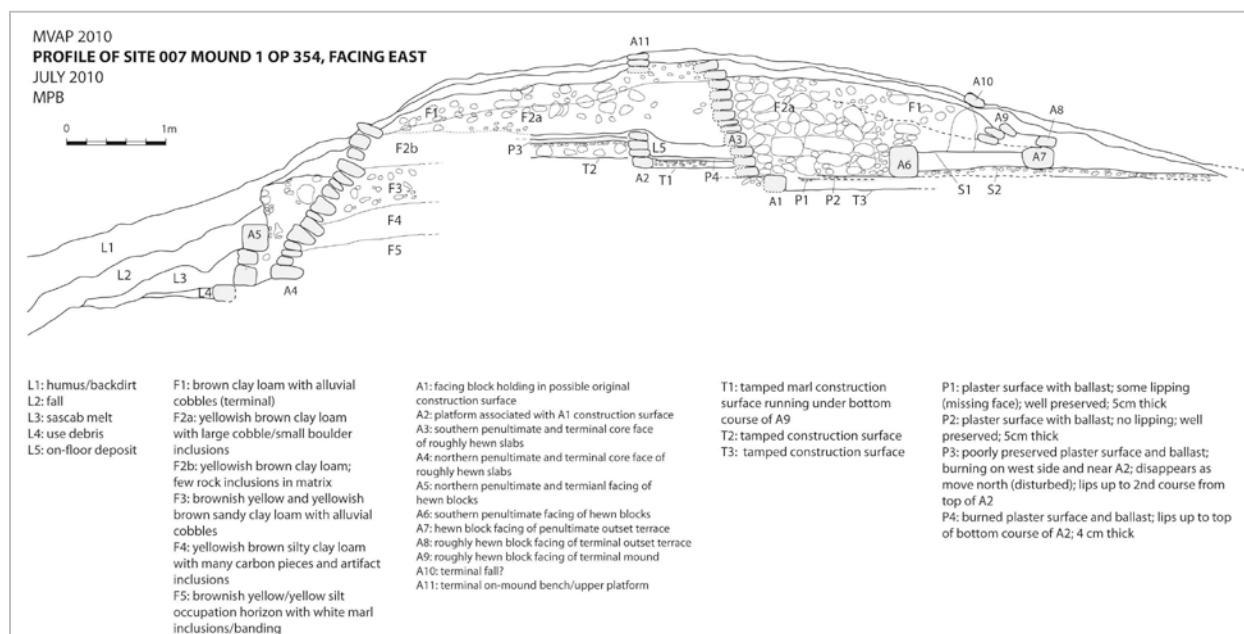 MVAP 2010
PROFILE OF SITE 007 MOUND 1 OP 354, FACING EAST
JULY 2010
MPB
0 1m
A11
A10
A9
A8
F1
F2a
F2a
F1
F2b
P3
T2
A2
L5
T1
P4
A3
A6
A7
A1
P1
P2
T3
S1
S2
F3
F4
F5
A5
A4
L1
L2
L3
L4
L1: humus/backdirt
L2: fall
L3: sascab melt
L4: use debris
L5: on-floor deposit
F1: brown clay loam with alluvial
cobbles (terminal)
F2a: yellowish brown clay loam
with large cobble/small boulder
inclusions
F2b: yellowish brown clay loam;
few rock inclusions in matrix
F3: brownish yellow and yellowish
brown sandy clay loam with alluvial
cobbles
F4: yellowish brown silty clay loam
with many carbon pieces and artifact
inclusions
F5: brownish yellow/yellow silt
occupation horizon with white marl
inclusions/banding
A1: facing block holding in possible original
construction surface
A2: platform associated with A1 construction surface
A3: southern penultimate and terminal core face
of roughly hewn slabs
A4: northern penultimate and terminal core face of
roughly hewn slabs
A5: northern penultimate and termianl facing of
hewn blocks
A6: southern penultimate facing of hewn blocks
A7: hewn block facing of penultimate outset terrace
A8: roughly hewn block facing of terminal outset terrace
A9: roughly hewn block facing of terminal mound
A10: terminal fall?
A11: terminal on-mound bench/upper platform
T1: tamped marl construction
surface running under bottom
course of A9
T2: tamped construction surface
T3: tamped construction surface
P1: plaster surface with ballast; some lipping
(missing face); well preserved; 5cm thick
P2: plaster surface with ballast; no lipping; well
preserved; 5cm thick
P3: poorly preserved plaster surface and ballast;
burning on west side and near A2; disappears as
move north (disturbed); lips up to 2nd course from
top of A2
P4: burned plaster surface and ballast; lips up to top
of bottom course of A2; 4 cm thick